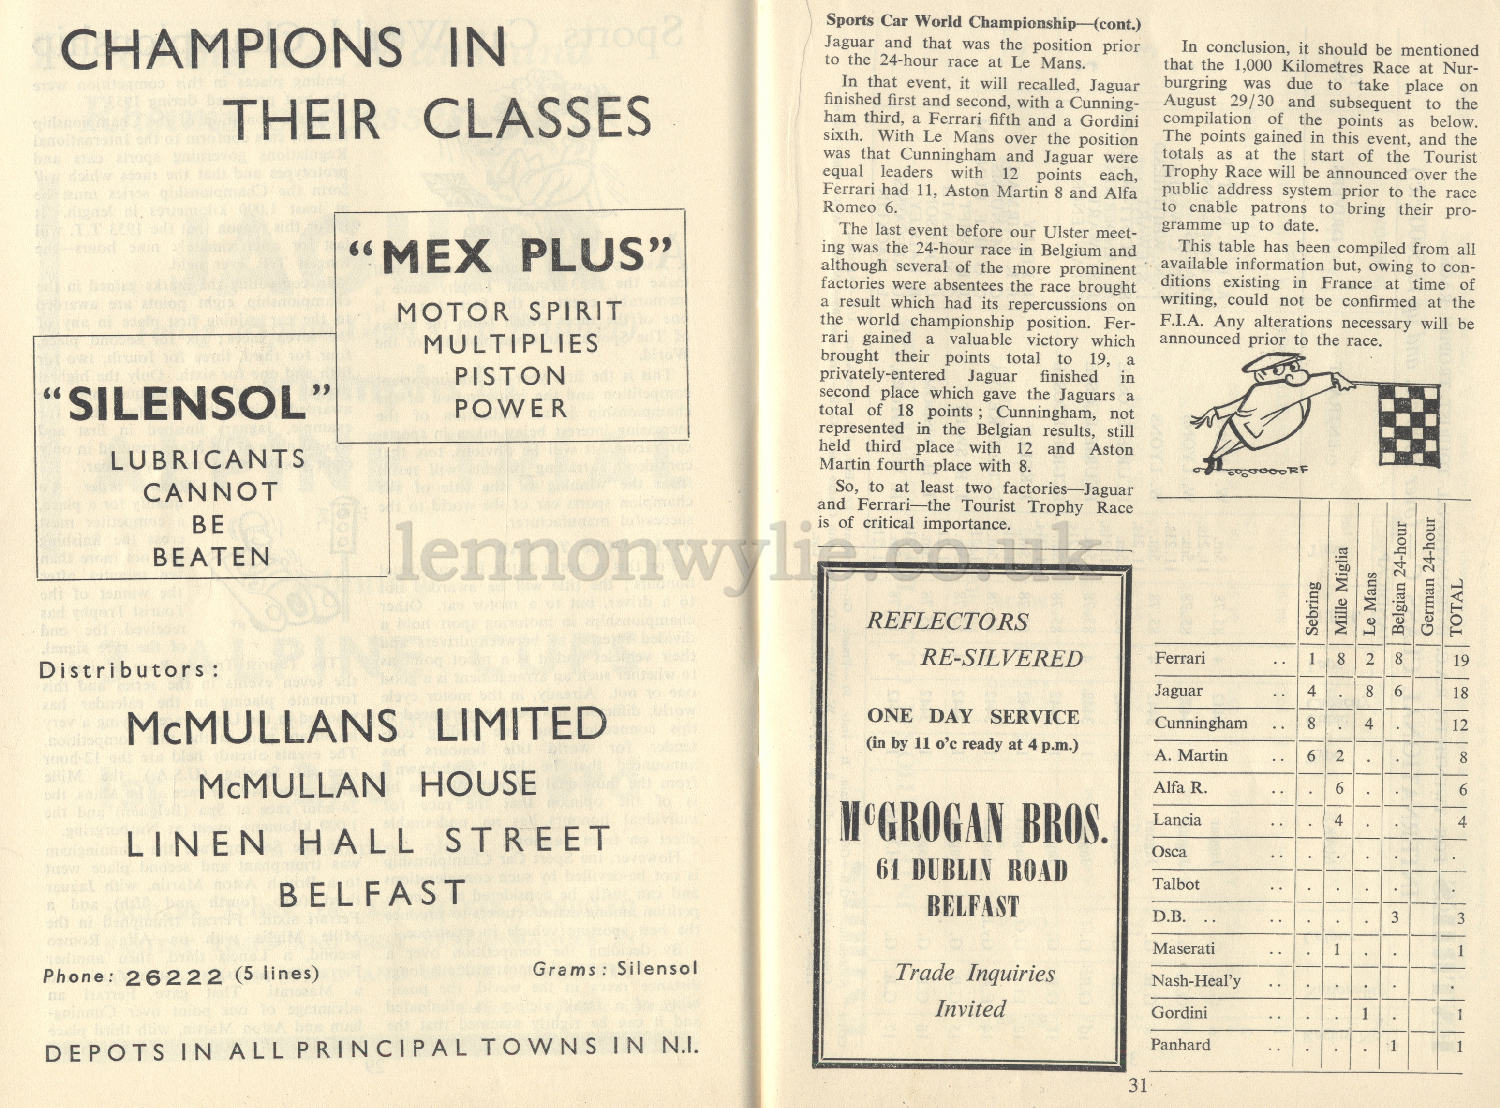 CHAMPIONS IN
THEIR CLASSES
"MEX PLUS"
MOTOR SPIRIT
MULTIPLIES
PISTON
POWER
"SILENSOL"
LUBRICANTS
CANNOT
BE
BEATEN
Distributors:
McMULLANS LIMITED
McMULLAN HOUSE
LINEN HALL STREET
BELFAST
Phone: 26222 (5 lines) Grams: Silensol
DEPOTS IN ALL PRINCIPAL TOWNS IN N.I.
Sports Car World Championship—(cont.)
Jaguar and that was the position prior
to the 24-hour race at Le Mans.
In that event, it will recalled, Jaguar
finished first and second, with a Cunning-
ham third, a Ferrari fifth and a Gordini
sixth. With Le Mans over the position
was that Cunningham and Jaguar were
equal leaders with 12 points each,
Ferrari had 11, Aston Martin 8 and Alfa
Romeo 6.
The last event before our Ulster meet-
ing was the 24-hour race in Belgium and
although several of the more prominent
factories were absentees the race brought
a result which had its repercussions on
the world championship position. Fer-
rari gained a valuable victory which
brought their points total to 19, a
privately-entered Jaguar finished in
second place which gave the Jaguars a
total of 18 points; Cunningham, not
represented in the Belgian results, still
held third place with 12 and Aston
Martin fourth place with 8.
So, to at least two factories—Jaguar
and Ferrari—the Tourist Trophy Race
is of critical importance.
REFLECTORS
RE-SILVERED
ONE DAY SERVICE
(in by 11 o'c ready at 4 p.m.)
McGROGAN BROS.
61 DUBLIN ROAD
BELFAST
Trade Inquiries
Invited
In conclusion, it should be mentioned
that the 1,000 Kilometres Race at Nur-
burgring was due to take place on
August 29/30 and subsequent to the
compilation of the points as below.
The points gained in this event, and the
totals as at the start of the Tourist
Trophy Race will be announced over the
public address system prior to the race
to enable patrons to bring their pro-
gramme up to date.
This table has been compiled from all
available information but, owing to con-
ditions existing in France at time of
writing, could not be confirmed at the
F.I.A. Any alterations necessary will be
announced prior to the race.
Sebring Mille Miglia Le Mans Belgian 24-hour German 24-hour TOTAL
Ferrari .. 1 8 2 8 19
Jaguar .. 4 . 8 6 18
Cunningham .. 8 . 4 . 12
A. Martin .. 6 2 . . 8
Alfa R. .. . 6 . . 6
Lancia .. . 4 . . 4
Osca .. . . . . .
Talbot .. . . . .
D.B. .. .. . . . 3 3
Maserati .. . 1 . . 1
Nash-Heal'y .. . . . . .
Gordini .. . . 1 . 1
Panhard .. . . . 1 1
31
lennonwylie.co.uk